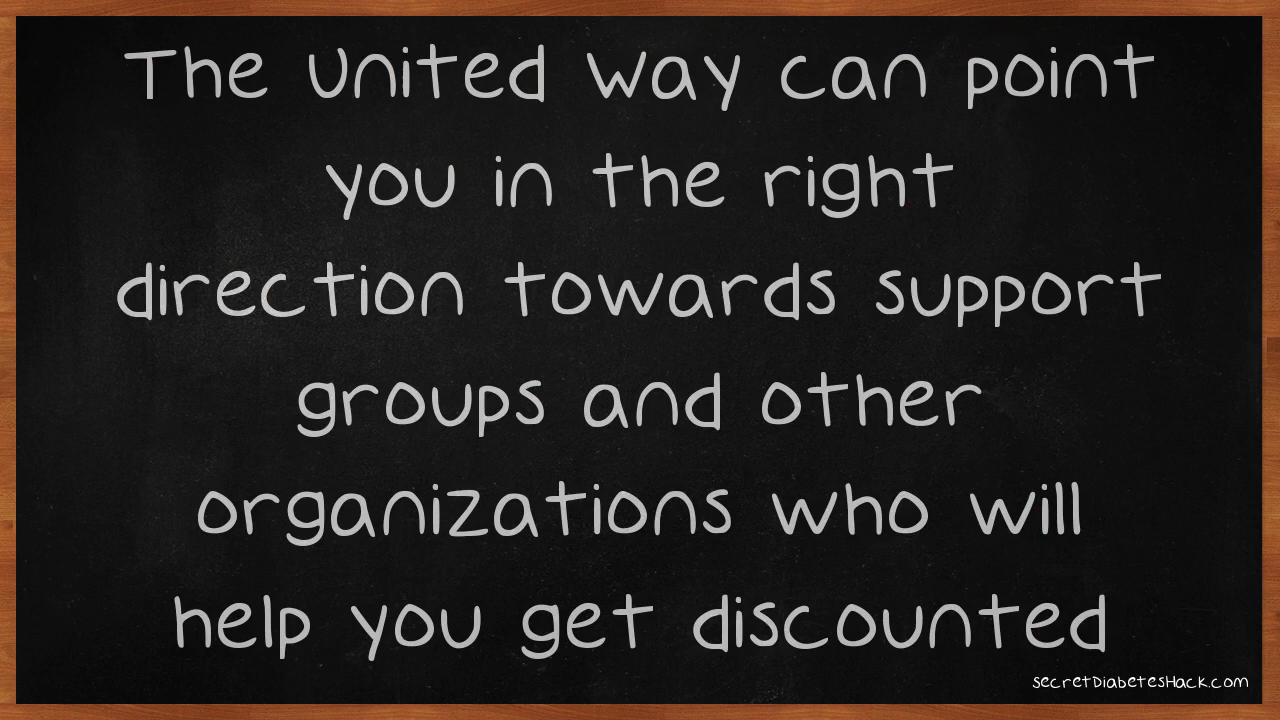 The United Way can point
you in the right
direction towards support
groups and other
organizations who will
help you get discounted
secretDiabetesHack.com